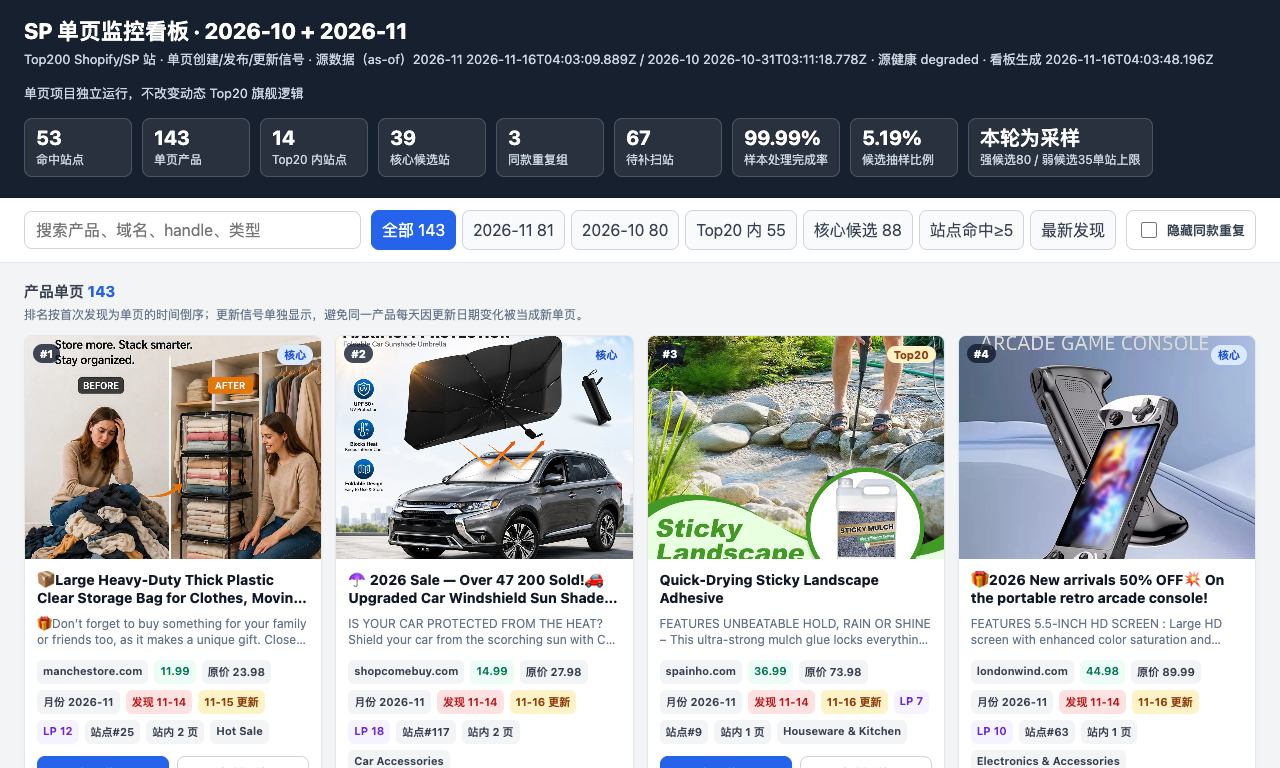 SP 单页监控看板 · 2026-10 + 2026-11
Top200 Shopify/SP 站 · 单页创建/发布/更新信号 · 源数据（as-of）2026-11 2026-11-16T04:03:09.889Z / 2026-10 2026-10-31T03:11:18.778Z · 源健康 degraded · 看板生成 2026-11-16T04:03:48.196Z
单页项目独立运行，不改变动态 Top20 旗舰逻辑
53
命中站点
143
单页产品
14
Top20 内站点
39
核心候选站
3
同款重复组
67
待补扫站
99.99%
样本处理完成率
5.19%
候选抽样比例
本轮为采样
强候选80 / 弱候选35单站上限
搜索产品、域名、handle、类型
全部 143
2026-11 81
2026-10 80
Top20 内 55
核心候选 88
站点命中≥5
最新发现
隐藏同款重复
产品单页 143
排名按首次发现为单页的时间倒序；更新信号单独显示，避免同一产品每天因更新日期变化被当成新单页。
#1
Store more. Stack smarter.
Stay organized.
核心
BEFORE
AFTER
📦Large Heavy-Duty Thick Plastic
Clear Storage Bag for Clothes, Movin...
🎁Don't forget to buy something for your family
or friends too, as it makes a unique gift. Close...
manchestore.com
11.99
原价 23.98
月份 2026-11
发现 11-14
11-15 更新
LP 12
站点#25
站内 2 页
Hot Sale
#2
Foldable Car Sunshade Umbrella
核心
UPF 50+
UV Protection
Blocks Heat
Foldable Design
☂️ 2026 Sale — Over 47 200 Sold!🚗
Upgraded Car Windshield Sun Shade...
IS YOUR CAR PROTECTED FROM THE HEAT?
Shield your car from the scorching sun with C...
shopcomebuy.com
14.99
原价 27.98
月份 2026-11
发现 11-14
11-16 更新
LP 18
站点#117
站内 2 页
Car Accessories
#3
Top20
STICKY MULCH
Sticky
Landscape
Quick-Drying Sticky Landscape
Adhesive
FEATURES UNBEATABLE HOLD, RAIN OR SHINE
– This ultra-strong mulch glue locks everythin...
spainho.com
36.99
原价 73.98
月份 2026-11
发现 11-14
11-16 更新
LP 7
站点#9
站内 1 页
Houseware & Kitchen
#4
ARCADE GAME CONSOLE
核心
🎁2026 New arrivals 50% OFF💥 On
the portable retro arcade console!
FEATURES 5.5-INCH HD SCREEN : Large HD
screen with enhanced color saturation and...
londonwind.com
44.98
原价 89.99
月份 2026-11
发现 11-14
11-16 更新
LP 10
站点#63
站内 1 页
Electronics & Accessories